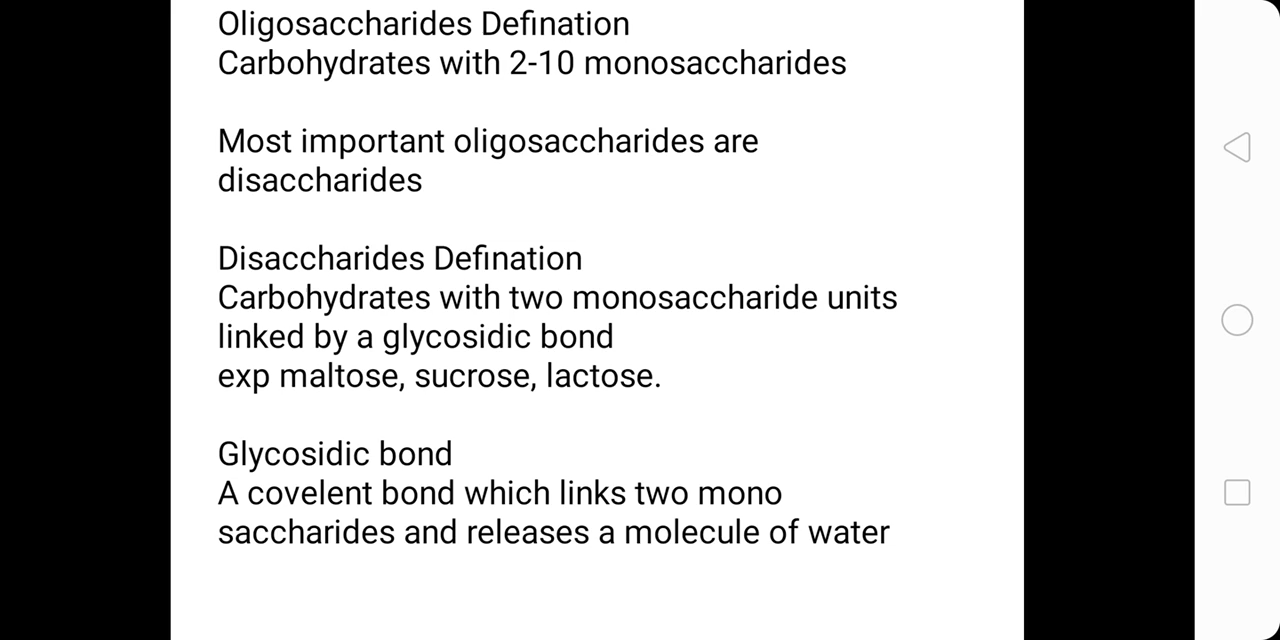 Oligosaccharides Defination
Carbohydrates with 2-10 monosaccharides
Most important oligosaccharides are
disaccharides
Disaccharides Defination
Carbohydrates with two monosaccharide units
linked by a glycosidic bond
exp maltose, sucrose, lactose.
Glycosidic bond
A covelent bond which links two mono
saccharides and releases a molecule of water